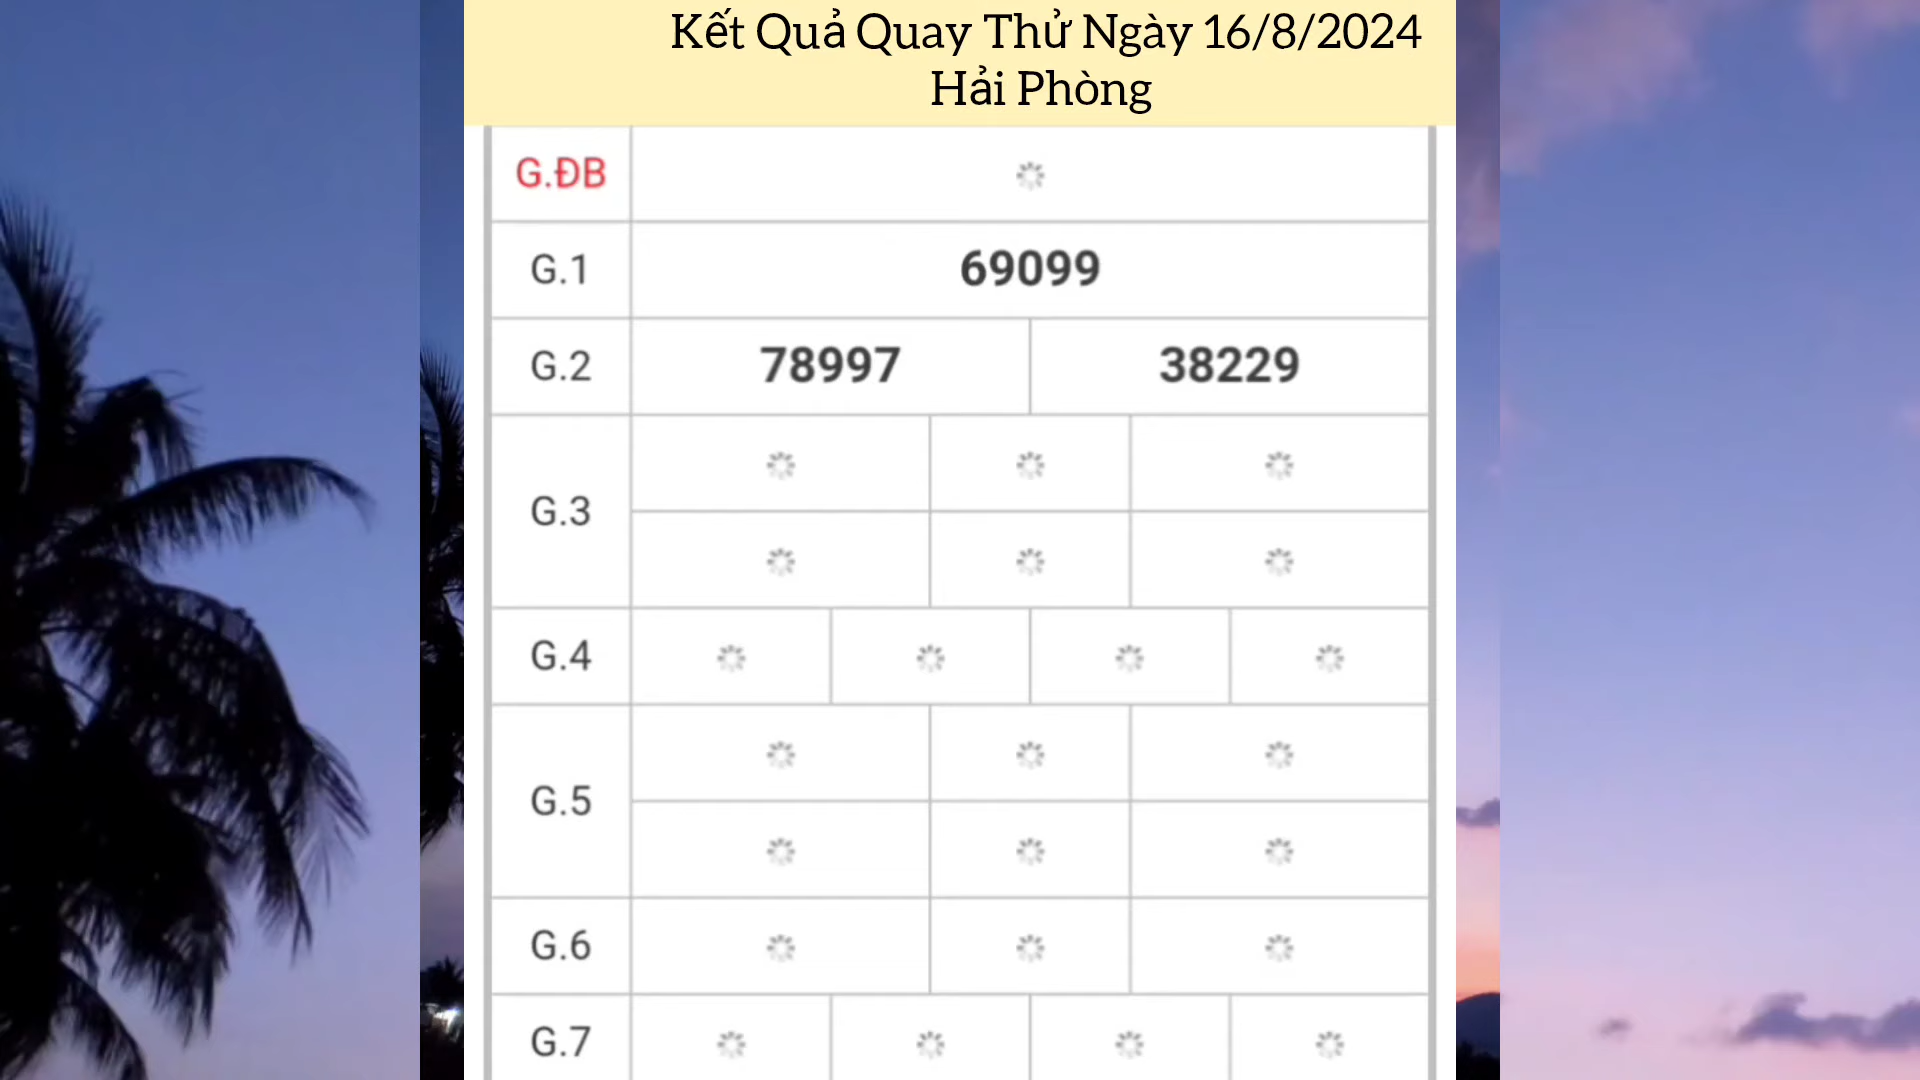 Kết Quả Quay Thử Ngày 16/8/2024
Hải Phòng
G.ĐB
G.1 69099
G.2 78997 38229
G.3
G.4
G.5
G.6
G.7